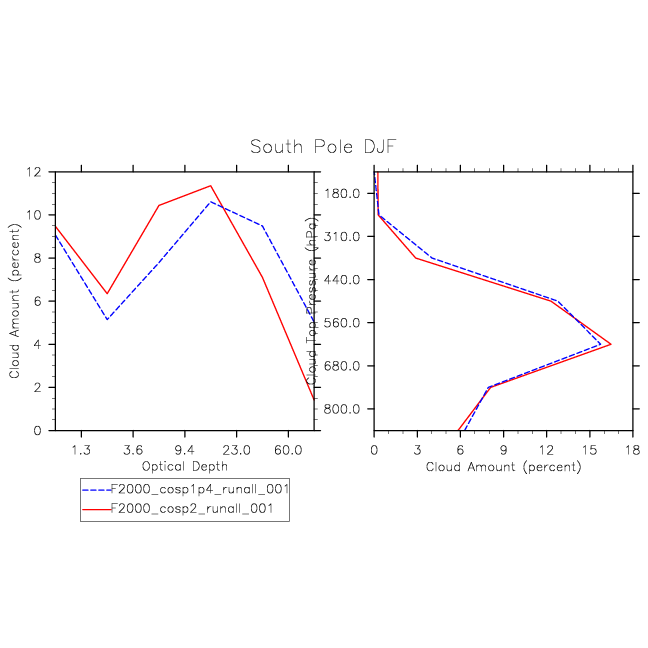 South Pole DJF
Cloud Amount (percent)
12
10
8
6
4
2
0
1.3 3.6 9.4 23.0 60.0
Optical Depth
Cloud Top Pressure (hPa)
180.0
310.0
440.0
560.0
680.0
800.0
0 3 6 9 12 15 18
Cloud Amount (percent)
F2000_cosp1p4_runall_001
F2000_cosp2_runall_001